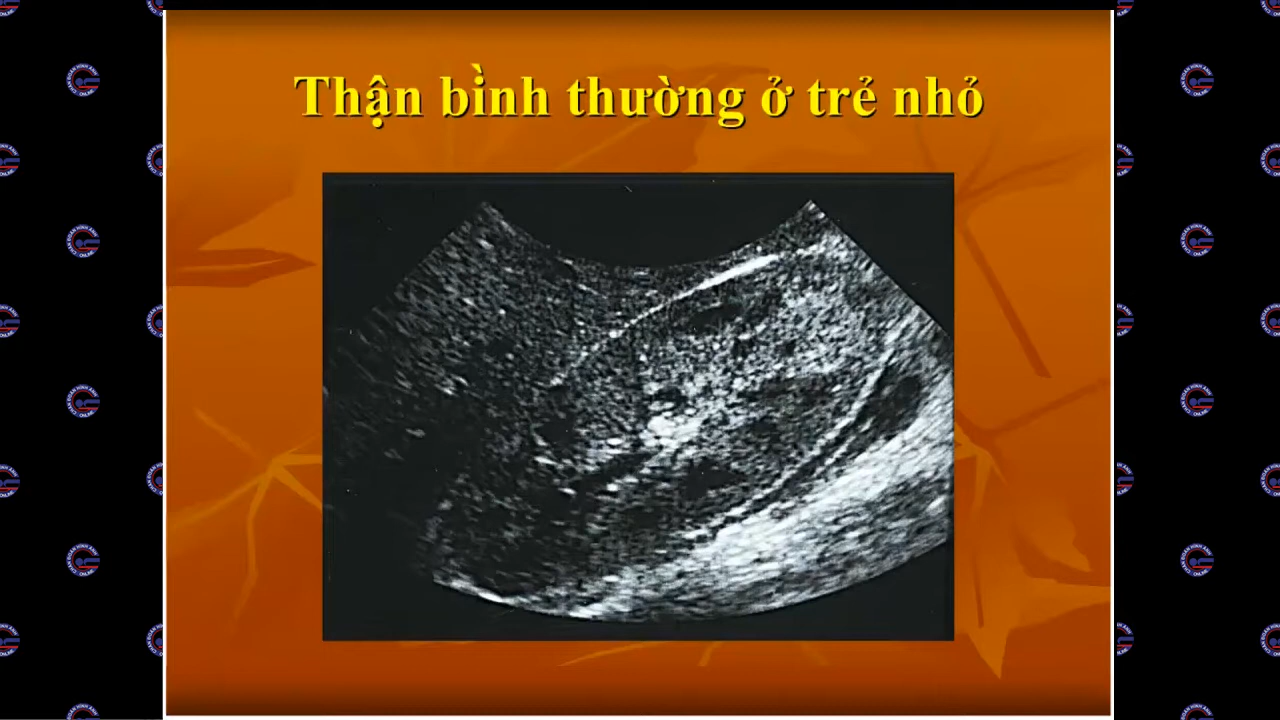 Thận bình thường ở trẻ nhỏ